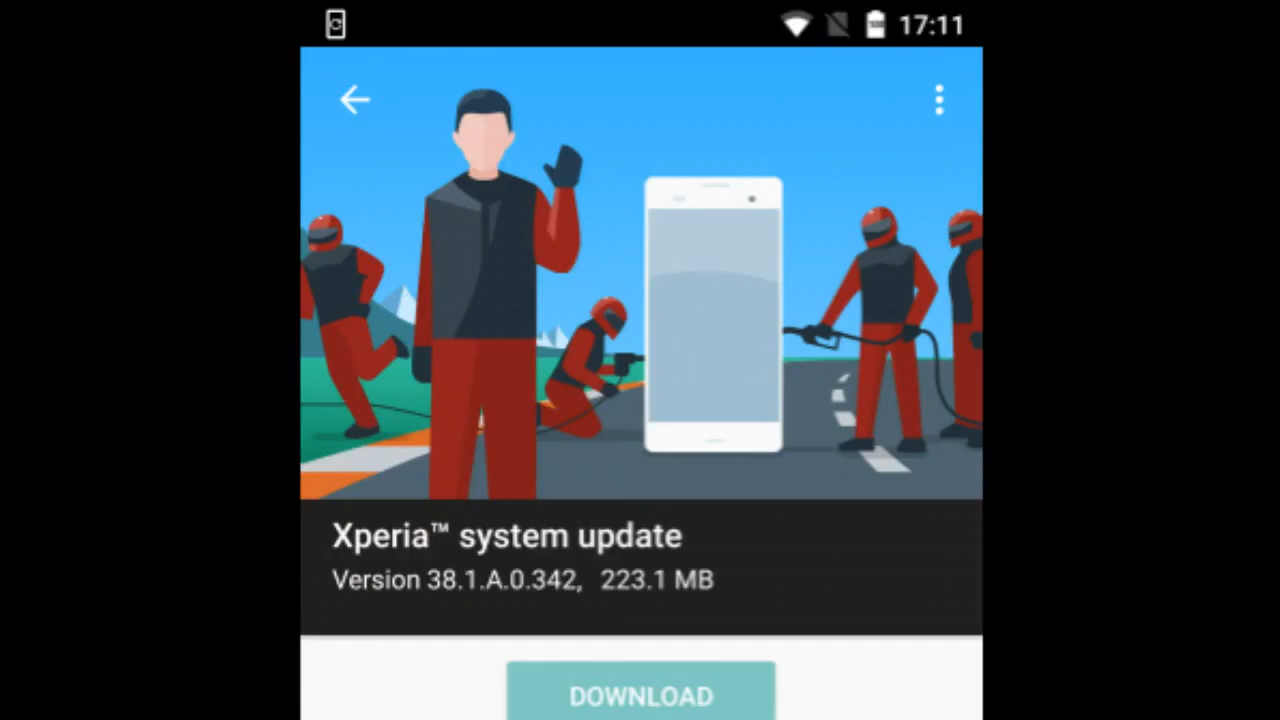 17:11
Xperia™ system update
Version 38.1.A.0.342, 223.1 MB
DOWNLOAD